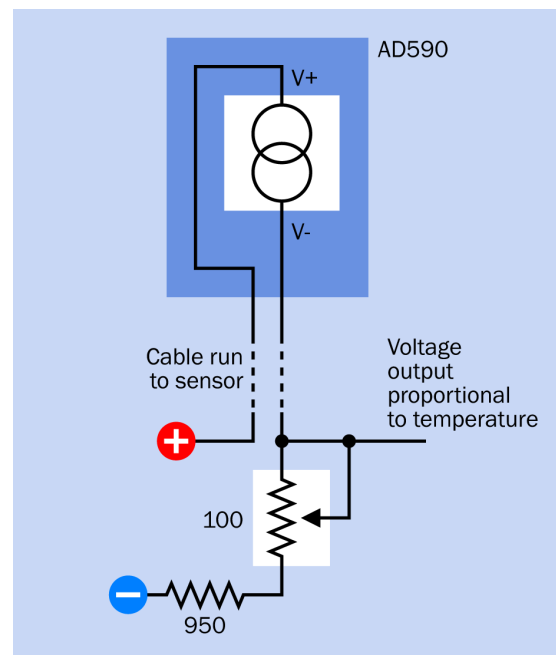 AD590
V+
V-
Cable run
to sensor
Voltage
output
proportional
to temperature
+
100
−
950